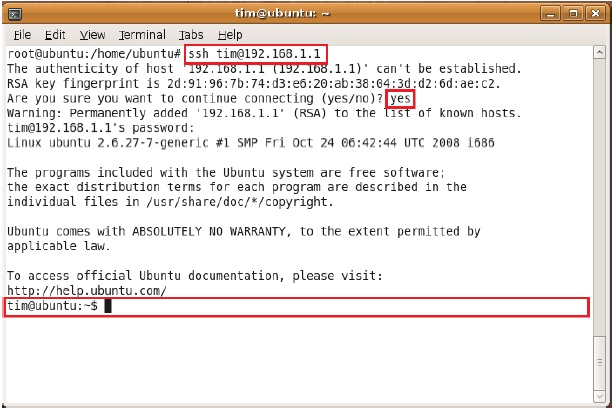 tim@ubuntu: ~
File Edit View Terminal Tabs Help
root@ubuntu:/home/ubuntu# ssh tim@192.168.1.1
The authenticity of host '192.168.1.1 (192.168.1.1)' can't be established.
RSA key fingerprint is 2d:91:96:7b:74:d3:e6:20:ab:38:04:3d:d2:6d:ae:c2.
Are you sure you want to continue connecting (yes/no)? yes
Warning: Permanently added '192.168.1.1' (RSA) to the list of known hosts.
tim@192.168.1.1's password:
Linux ubuntu 2.6.27-7-generic #1 SMP Fri Oct 24 06:42:44 UTC 2008 i686
The programs included with the Ubuntu system are free software;
the exact distribution terms for each program are described in the
individual files in /usr/share/doc/*/copyright.
Ubuntu comes with ABSOLUTELY NO WARRANTY, to the extent permitted by
applicable law.
To access official Ubuntu documentation, please visit:
http://help.ubuntu.com/
tim@ubuntu:~$